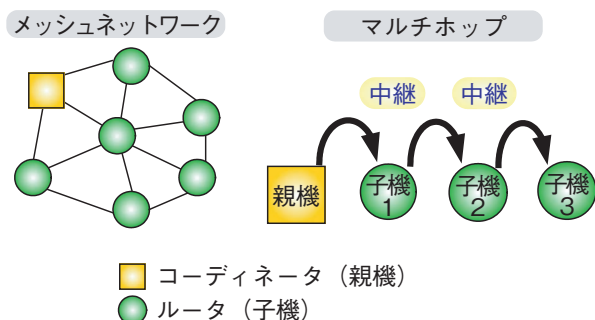 メッシュネットワーク
マルチホップ
中継 中継
親機
子機
1
子機
2
子機
3
コーディネータ（親機）
ルータ（子機）